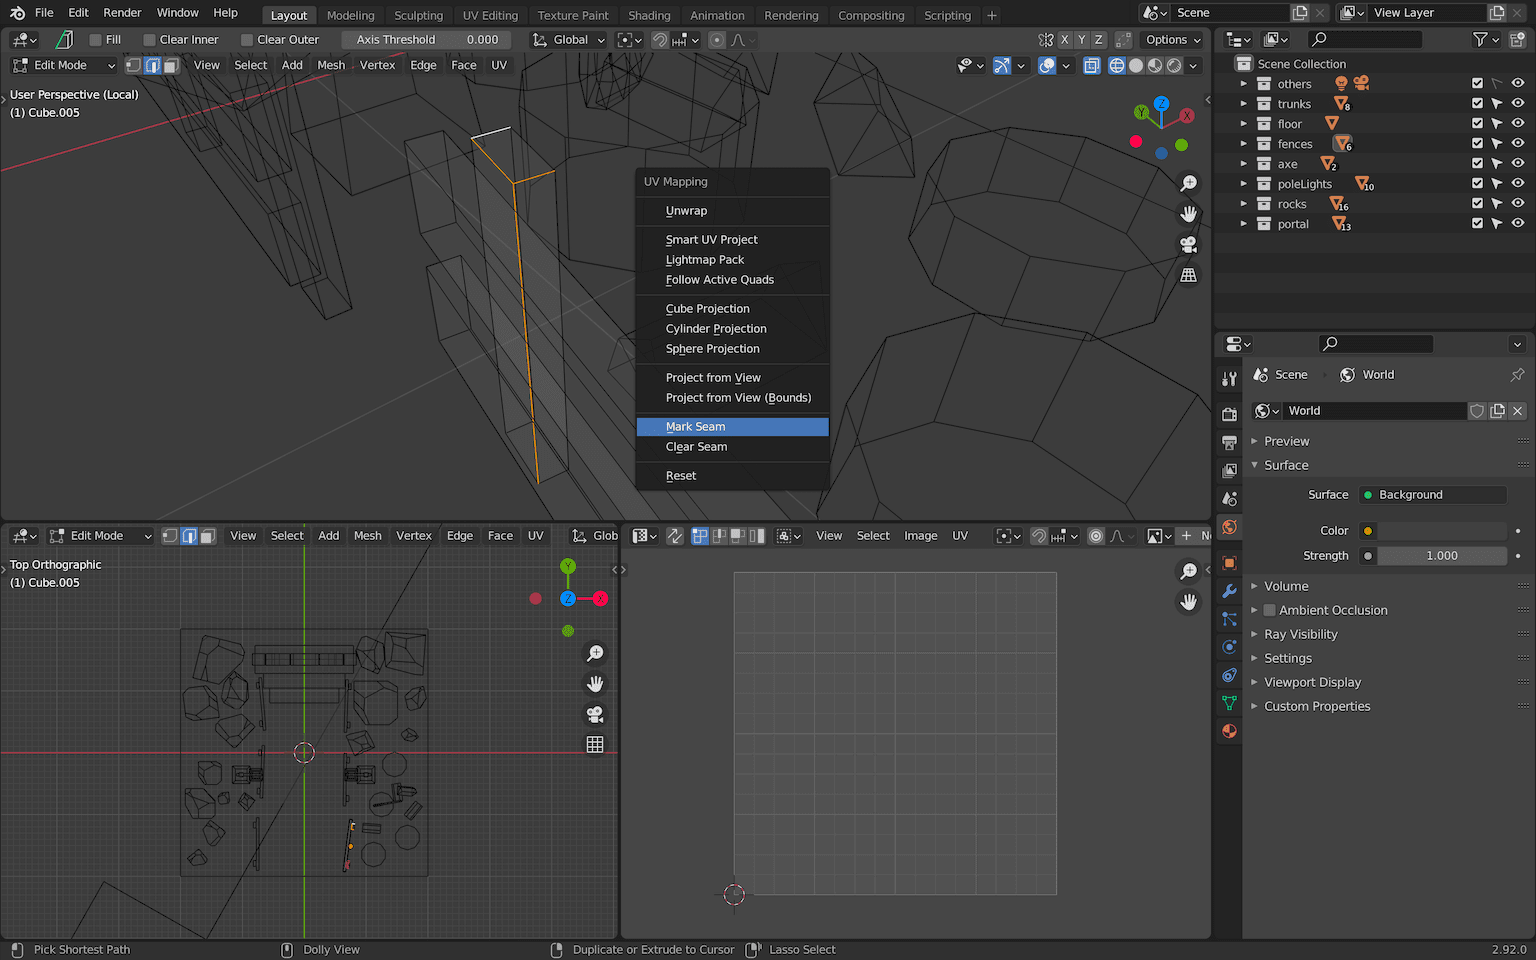 File Edit Render Window Help Layout Modeling Sculpting UV Editing Texture Paint Shading Animation Rendering Compositing Scripting + Scene View Layer
Fill Clear Inner Clear Outer Axis Threshold 0.000 Global X Y Z Options
Edit Mode View Select Add Mesh Vertex Edge Face UV
User Perspective (Local)
(1) Cube.005
Z
Y
X
UV Mapping
Unwrap
Smart UV Project
Lightmap Pack
Follow Active Quads
Cube Projection
Cylinder Projection
Sphere Projection
Project from View
Project from View (Bounds)
Mark Seam
Clear Seam
Reset
Scene Collection
others
trunks 8
floor
fences 6
axe 2
poleLights 10
rocks 16
portal 13
Scene World
World
Preview
Surface
Surface Background
Color
Strength 1.000
Volume
Ambient Occlusion
Ray Visibility
Settings
Viewport Display
Custom Properties
Edit Mode View Select Add Mesh Vertex Edge Face UV Glob
Top Orthographic
(1) Cube.005
Y
Z
X
View Select Image UV + N
Pick Shortest Path Dolly View Duplicate or Extrude to Cursor Lasso Select 2.92.0